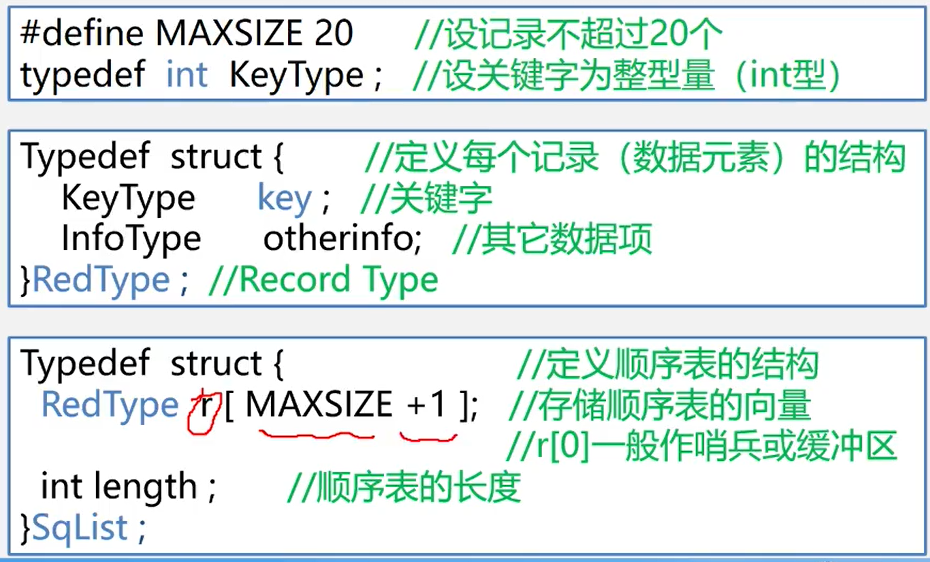 #define MAXSIZE 20 //设记录不超过20个
typedef int KeyType ; //设关键字为整型量（int型）
Typedef struct { //定义每个记录（数据元素）的结构
KeyType key ; //关键字
InfoType otherinfo; //其它数据项
}RedType ; //Record Type
Typedef struct { //定义顺序表的结构
RedType r [ MAXSIZE +1 ]; //存储顺序表的向量
//r[0]一般作哨兵或缓冲区
int length ; //顺序表的长度
}SqList ;